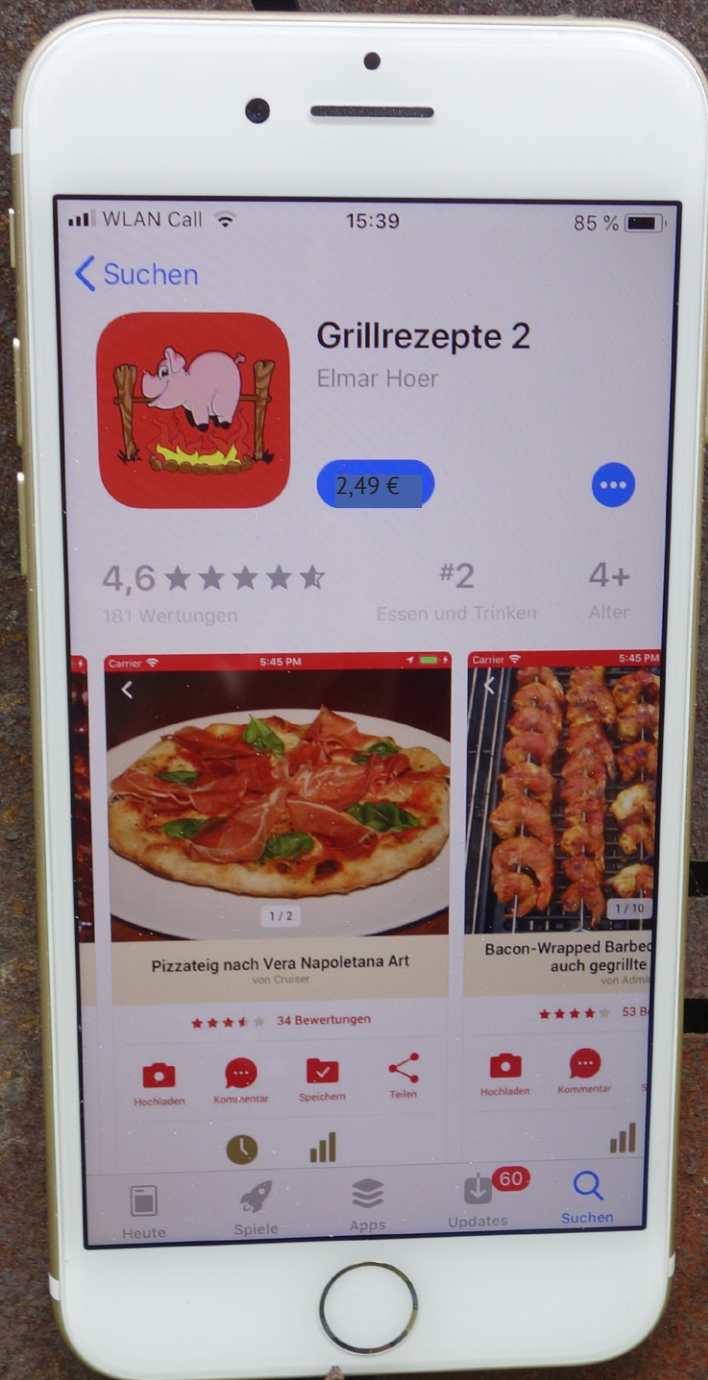 WLAN Call 15:39 85 %
Suchen
Grillrezepte 2
Elmar Hoer
2,49 €
4,6 #2 4+
181 Wertungen Essen und Trinken Alter
Carrier 5:45 PM Carrier 5:45 PM
1 / 2 1 / 10
Pizzateig nach Vera Napoletana Art
von Cruiser
Bacon-Wrapped Barbec
auch gegrillte
von Admi
34 Bewertungen 53 B
Hochladen Kommentar Speichern Teilen Hochladen Kommentar S
Heute Spiele Apps Updates 60 Suchen